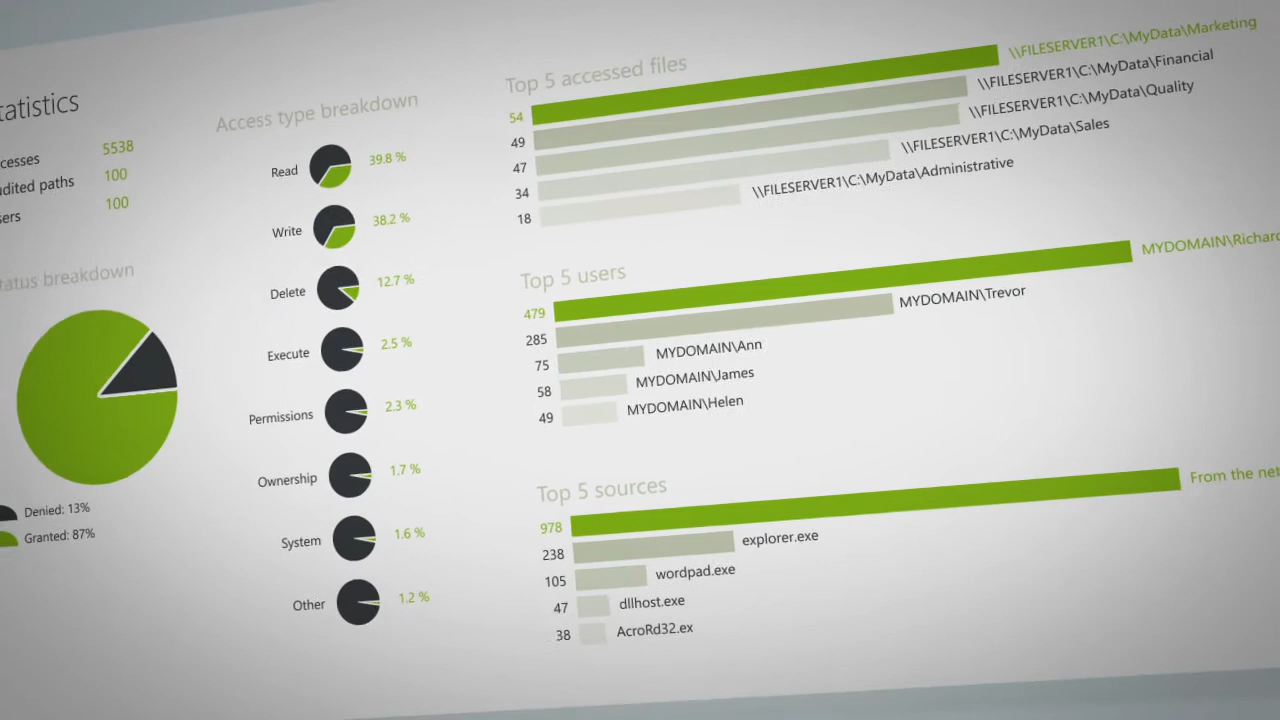 tatistics
cesses 5538
udited paths 100
sers 100
tatus breakdown
Denied: 13%
Granted: 87%
Access type breakdown
Read 39.8 %
Write 38.2 %
Delete 12.7 %
Execute 2.5 %
Permissions 2.3 %
Ownership 1.7 %
System 1.6 %
Other 1.2 %
Top 5 accessed files
54 \\FILESERVER1\C:\MyData\Marketing
49 \\FILESERVER1\C:\MyData\Financial
47 \\FILESERVER1\C:\MyData\Quality
34 \\FILESERVER1\C:\MyData\Sales
18 \\FILESERVER1\C:\MyData\Administrative
Top 5 users
479 MYDOMAIN\Richard
285 MYDOMAIN\Trevor
75 MYDOMAIN\Ann
58 MYDOMAIN\James
49 MYDOMAIN\Helen
Top 5 sources
978 From the net
238 explorer.exe
105 wordpad.exe
47 dllhost.exe
38 AcroRd32.ex